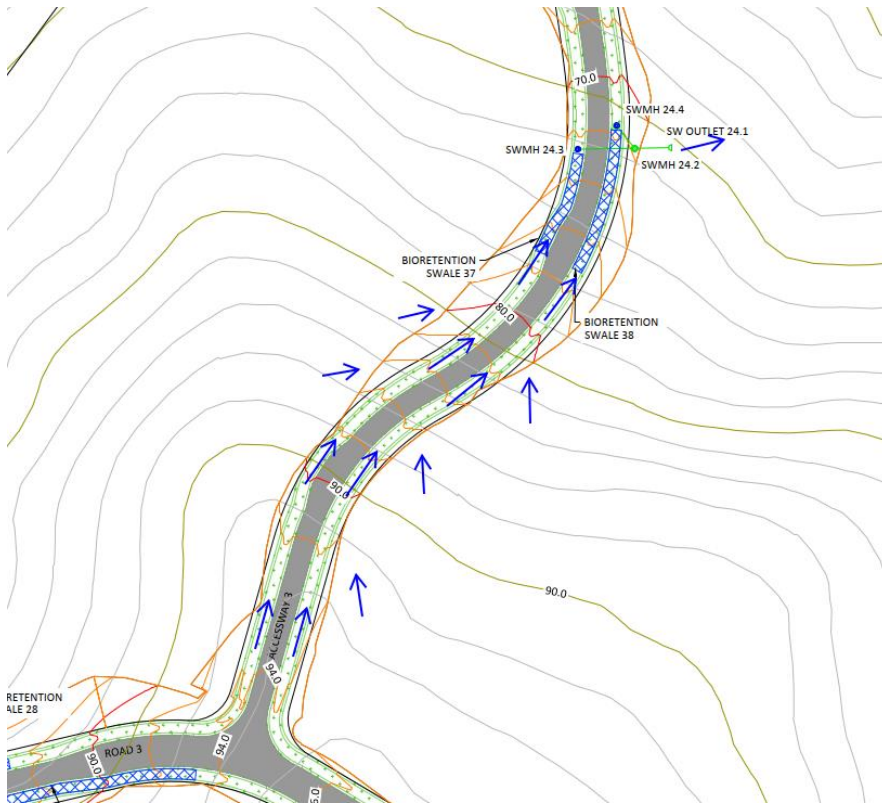 70.0
SWMH 24.4
SW OUTLET 24.1
SWMH 24.3
SWMH 24.2
BIORETENTION
SWALE 37
80.0
BIORETENTION
SWALE 38
90.0
90.0
ACCESSWAY 3
94.0
RETENTION
ALE 28
94.0
ROAD 3
90.0
5.0